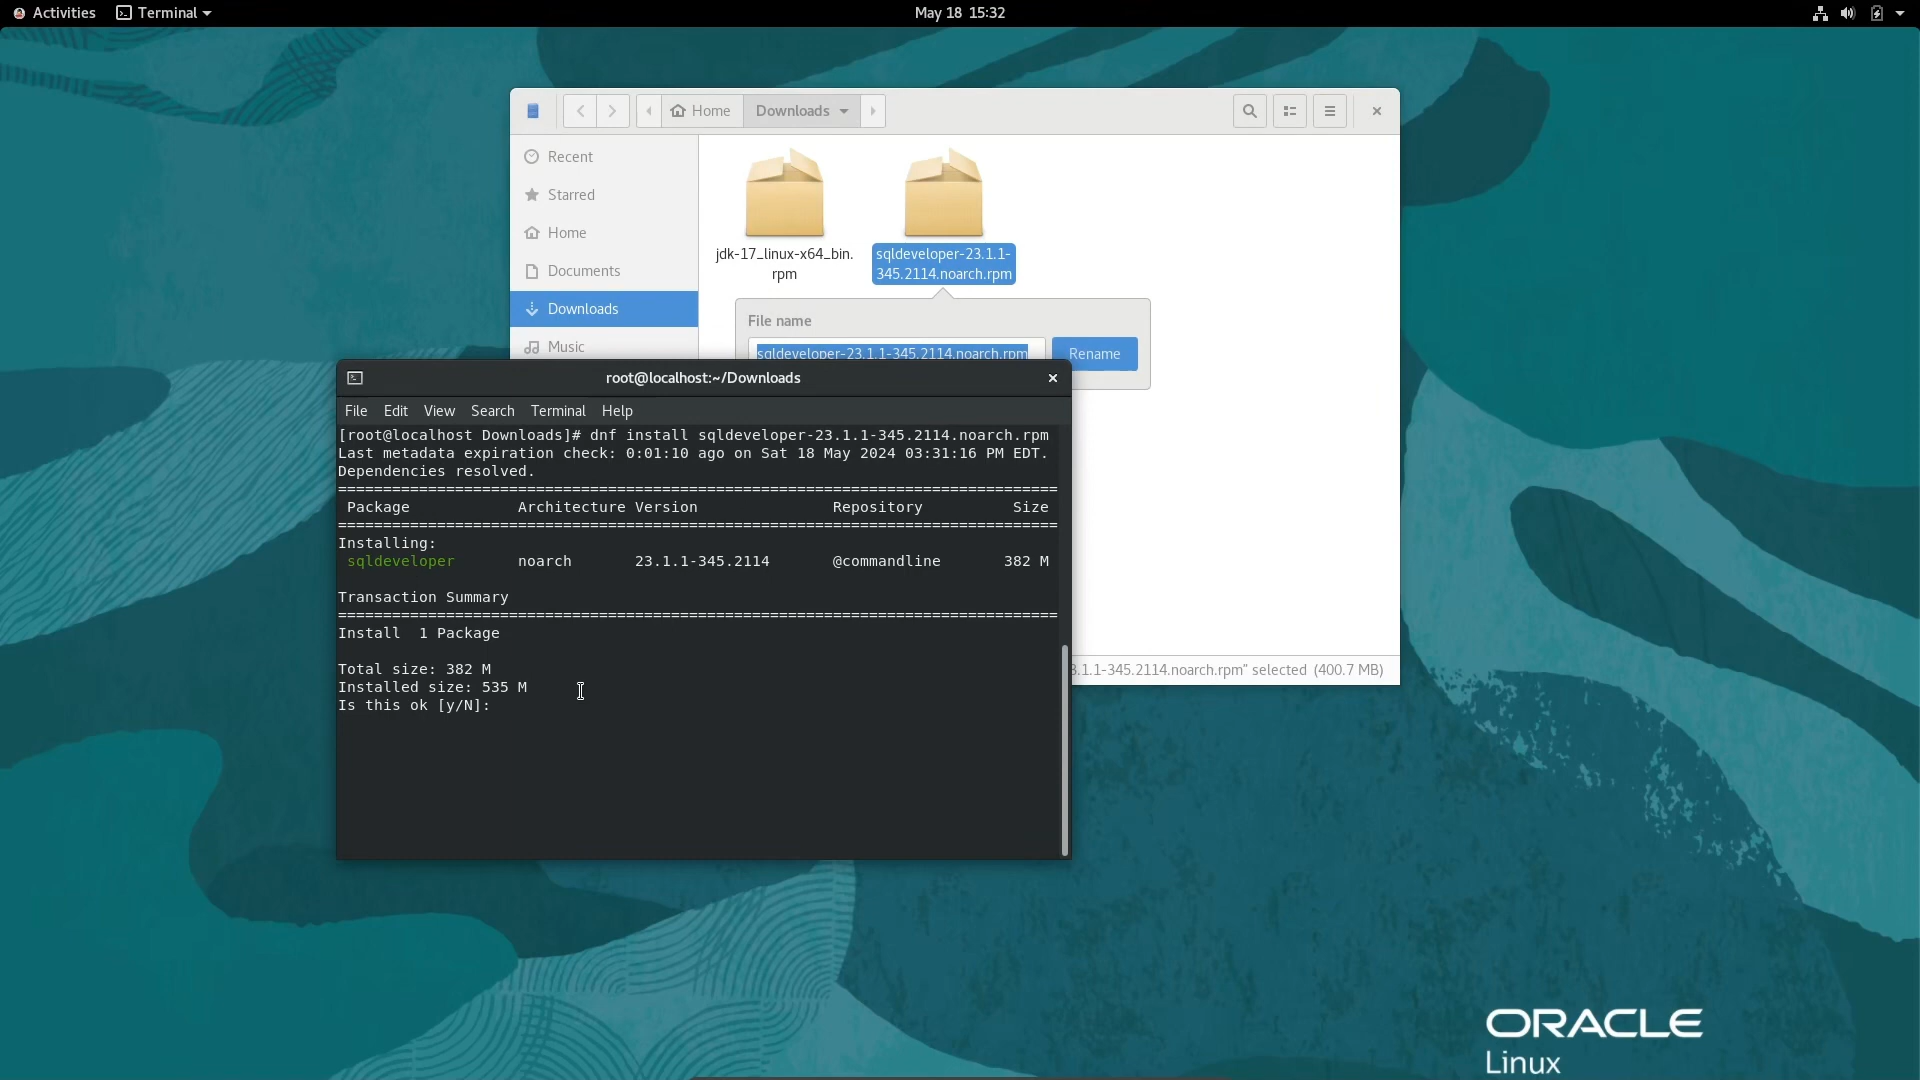 Activities
Terminal
May 18 15:32
Home
Downloads
Recent
Starred
Home
Documents
Downloads
Music
jdk-17_linux-x64_bin.
rpm
sqldeveloper-23.1.1-
345.2114.noarch.rpm
File name
sqldeveloper-23.1.1-345.2114.noarch.rpm
Rename
3.1.1-345.2114.noarch.rpm" selected (400.7 MB)
root@localhost:~/Downloads
File Edit View Search Terminal Help
[root@localhost Downloads]# dnf install sqldeveloper-23.1.1-345.2114.noarch.rpm
Last metadata expiration check: 0:01:10 ago on Sat 18 May 2024 03:31:16 PM EDT.
Dependencies resolved.
================================================================================
Package Architecture Version Repository Size
================================================================================
Installing:
sqldeveloper noarch 23.1.1-345.2114 @commandline 382 M
Transaction Summary
================================================================================
Install 1 Package
Total size: 382 M
Installed size: 535 M
Is this ok [y/N]:
ORACLE
Linux